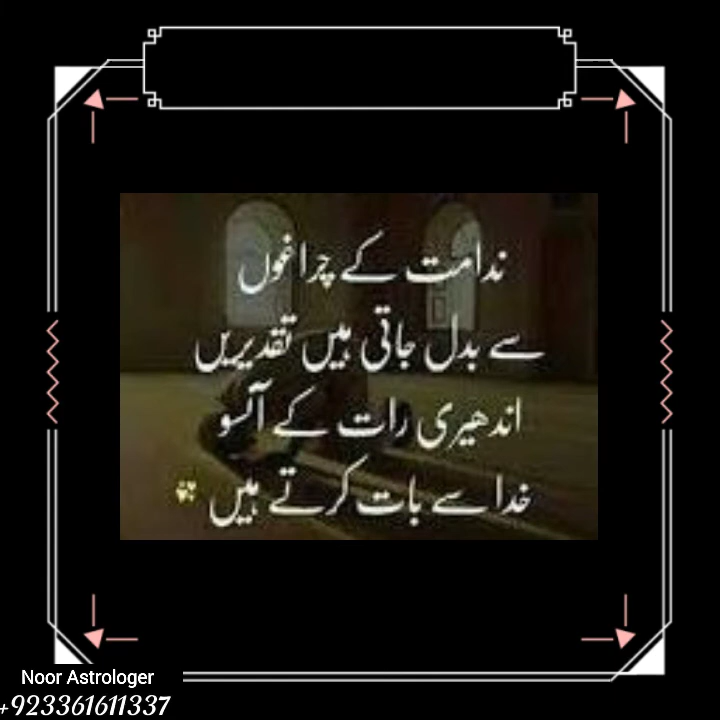 ندامت کے چراغوں
سے بدل جاتی ہیں تقدیریں
اندھیری رات کے آنسو
خدا سے بات کرتے ہیں
Noor Astrologer
+923361611337